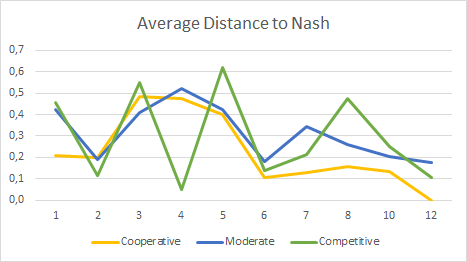 Average Distance to Nash
0,7
0,6
0,5
0,4
0,3
0,2
0,1
0,0
1 2 3 4 5 6 7 8 10 12
Cooperative Moderate Competitive